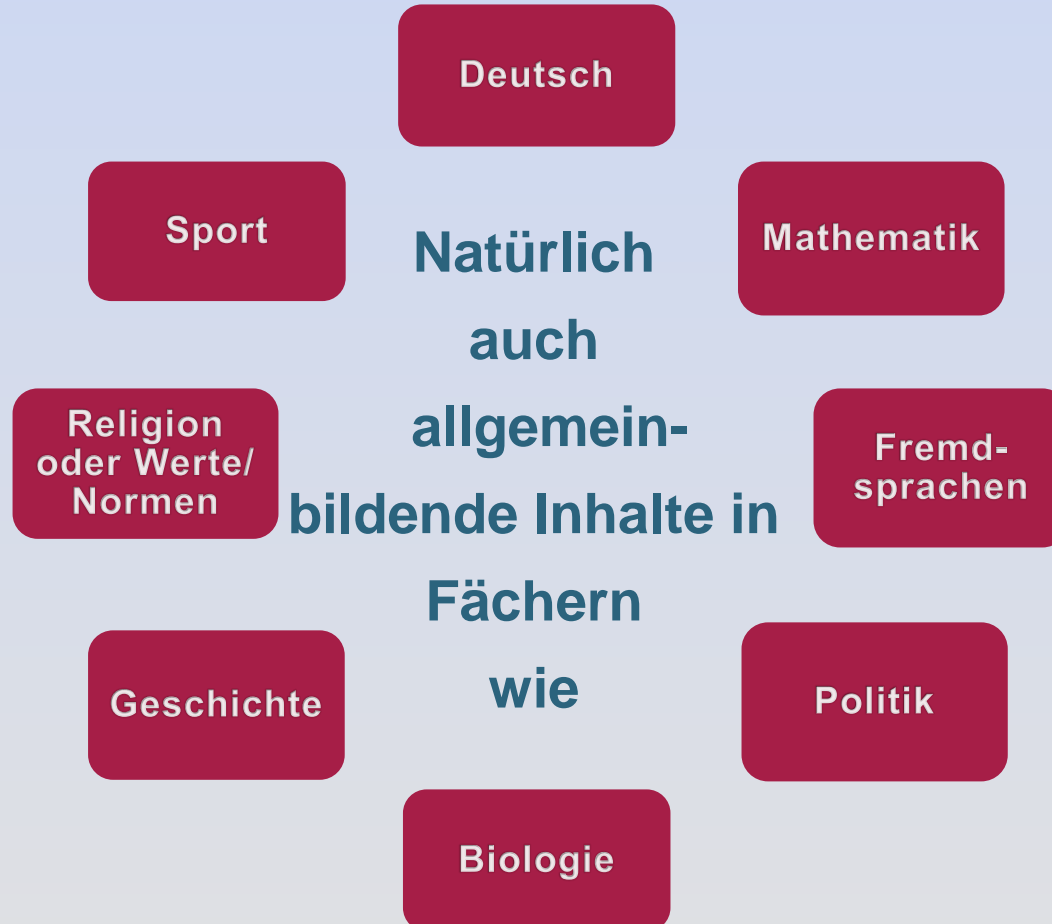 Deutsch
Sport
Mathematik
Natürlich
auch
allgemein-
bildende Inhalte in
Fächern
wie
Religion
oder Werte/
Normen
Fremd-
sprachen
Geschichte
Politik
Biologie